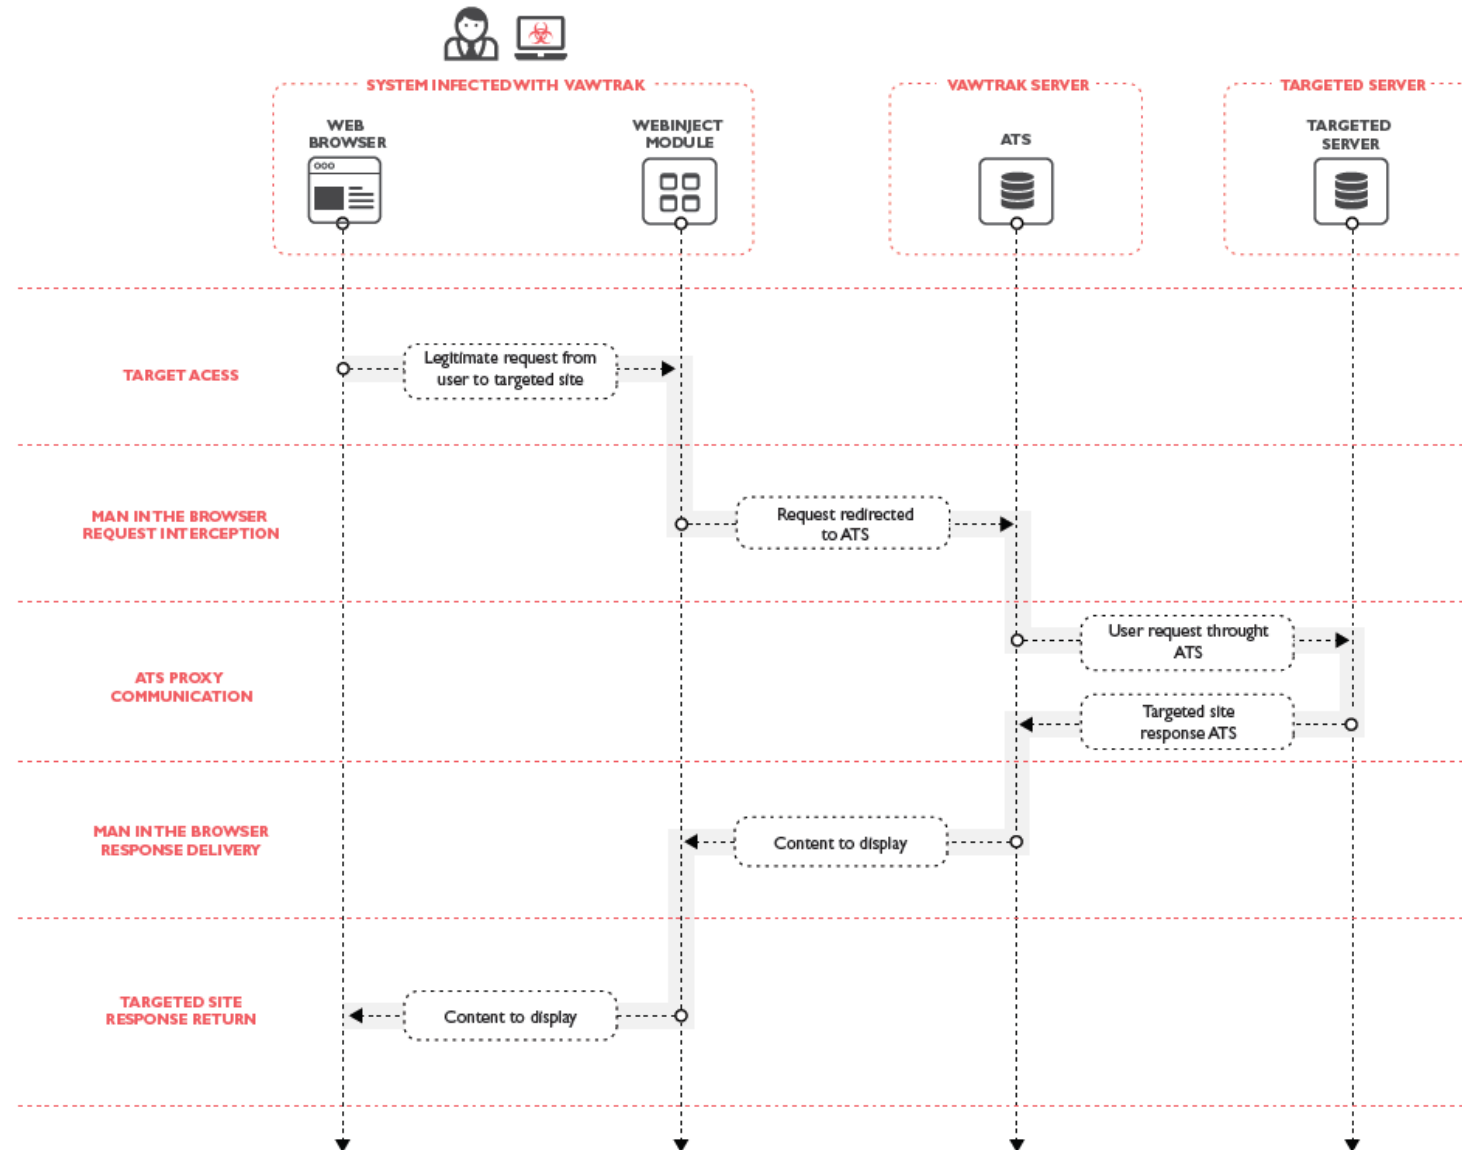 SYSTEM INFECTED WITH VAWTRAK
VAWTRAK SERVER
TARGETED SERVER
WEB
BROWSER
WEBINJECT
MODULE
ATS
TARGETED
SERVER
TARGET ACESS
Legitimate request from
user to targeted site
MAN IN THE BROWSER
REQUEST INTERCEPTION
Request redirected
to ATS
ATS PROXY
COMMUNICATION
User request throught
ATS
Targeted site
response ATS
MAN IN THE BROWSER
RESPONSE DELIVERY
Content to display
TARGETED SITE
RESPONSE RETURN
Content to display